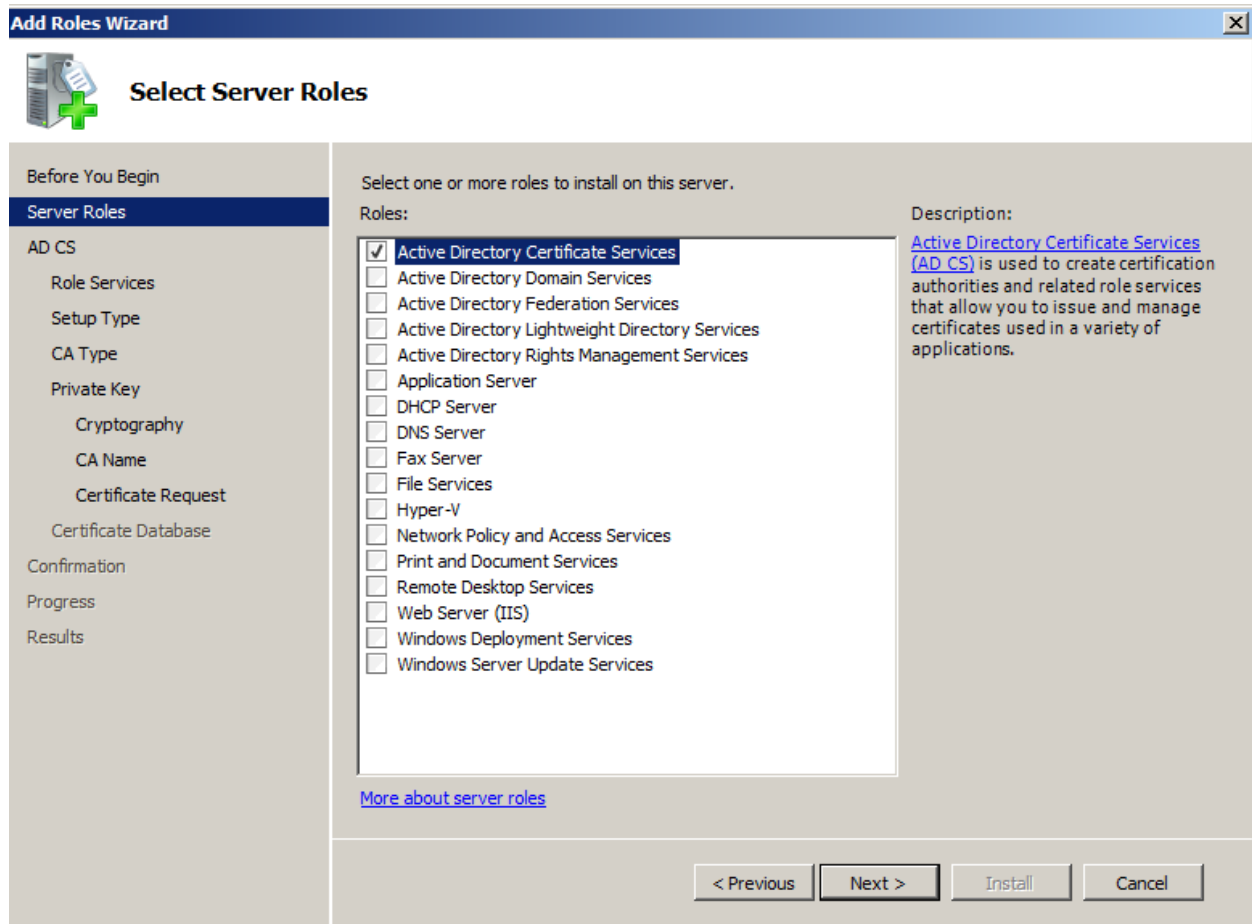 Add Roles Wizard
Select Server Roles
Before You Begin
Server Roles
AD CS
Role Services
Setup Type
CA Type
Private Key
Cryptography
CA Name
Certificate Request
Certificate Database
Confirmation
Progress
Results
Select one or more roles to install on this server.
Roles:
Active Directory Certificate Services
Active Directory Domain Services
Active Directory Federation Services
Active Directory Lightweight Directory Services
Active Directory Rights Management Services
Application Server
DHCP Server
DNS Server
Fax Server
File Services
Hyper-V
Network Policy and Access Services
Print and Document Services
Remote Desktop Services
Web Server (IIS)
Windows Deployment Services
Windows Server Update Services
More about server roles
Description:
Active Directory Certificate Services
(AD CS) is used to create certification
authorities and related role services
that allow you to issue and manage
certificates used in a variety of
applications.
< Previous
Next >
Install
Cancel